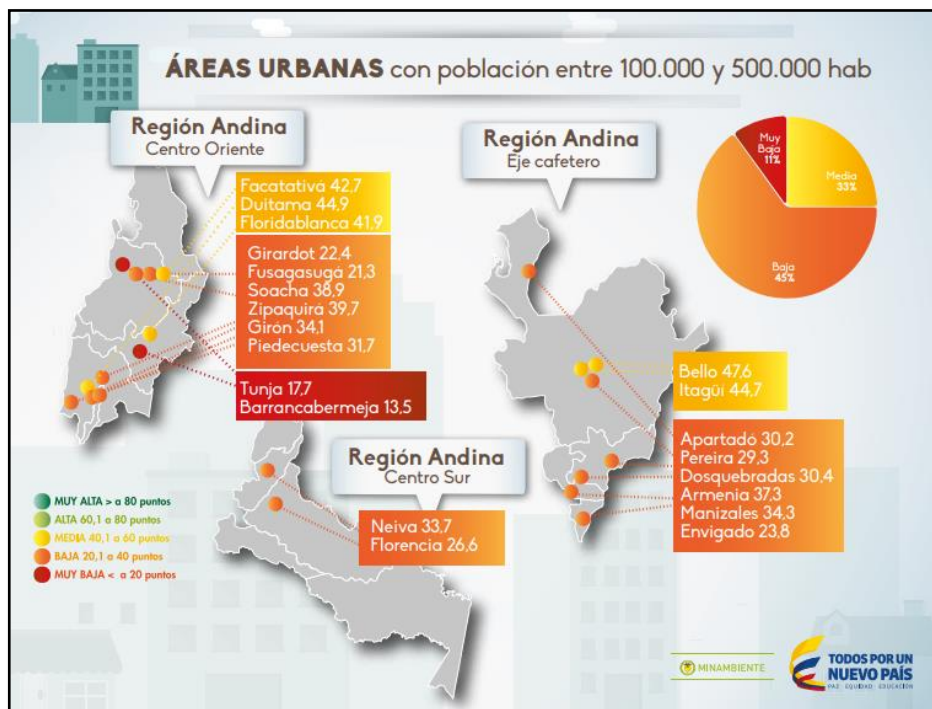 ÁREAS URBANAS con población entre 100.000 y 500.000 hab
Región Andina
Centro Oriente
Facatativá 42,7
Duitama 44,9
Floridablanca 41,9
Girardot 22,4
Fusagasugá 21,3
Soacha 38,9
Zipaquirá 39,7
Girón 34,1
Piedecuesta 31,7
Tunja 17,7
Barrancabermeja 13,5
Región Andina
Eje cafetero
Muy
Baja
11%
Media
33%
Baja
45%
Bello 47,6
Itagüí 44,7
Apartadó 30,2
Pereira 29,3
Dosquebradas 30,4
Armenia 37,3
Manizales 34,3
Envigado 23,8
Región Andina
Centro Sur
Neiva 33,7
Florencia 26,6
MUY ALTA > a 80 puntos
ALTA 60,1 a 80 puntos
MEDIA 40,1 a 60 puntos
BAJA 20,1 a 40 puntos
MUY BAJA < a 20 puntos
MINAMBIENTE
TODOS POR UN
NUEVO PAÍS
PAZ EQUIDAD EDUCACIÓN